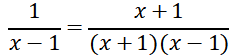 1/(x − 1) = (x + 1)/((x + 1)(x − 1))